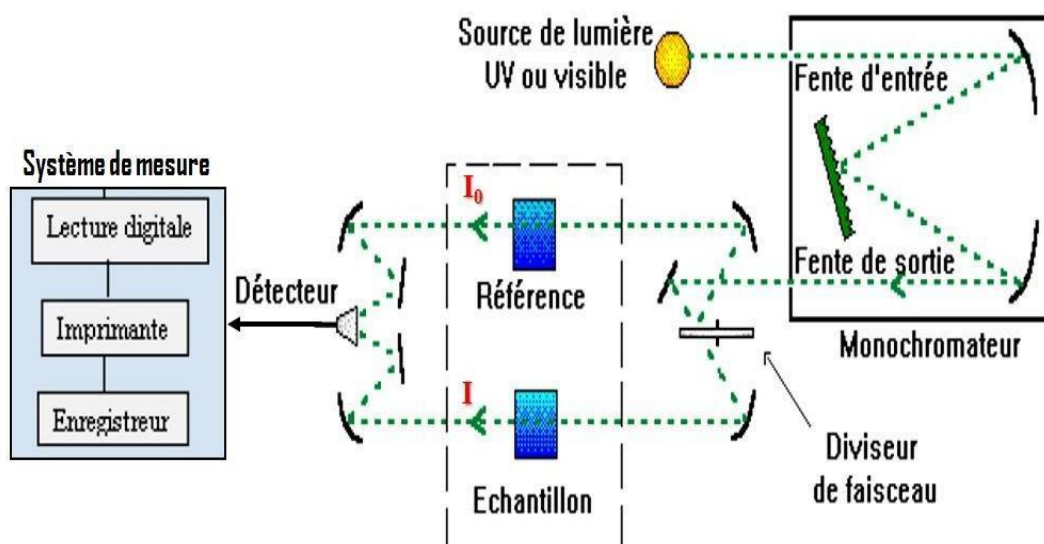 Source de lumière
UV ou visible
Fente d'entrée
Système de mesure
I₀
Lecture digitale
Fente de sortie
Détecteur
Référence
Imprimante
Monochromateur
I
Enregistreur
Echantillon
Diviseur
de faisceau